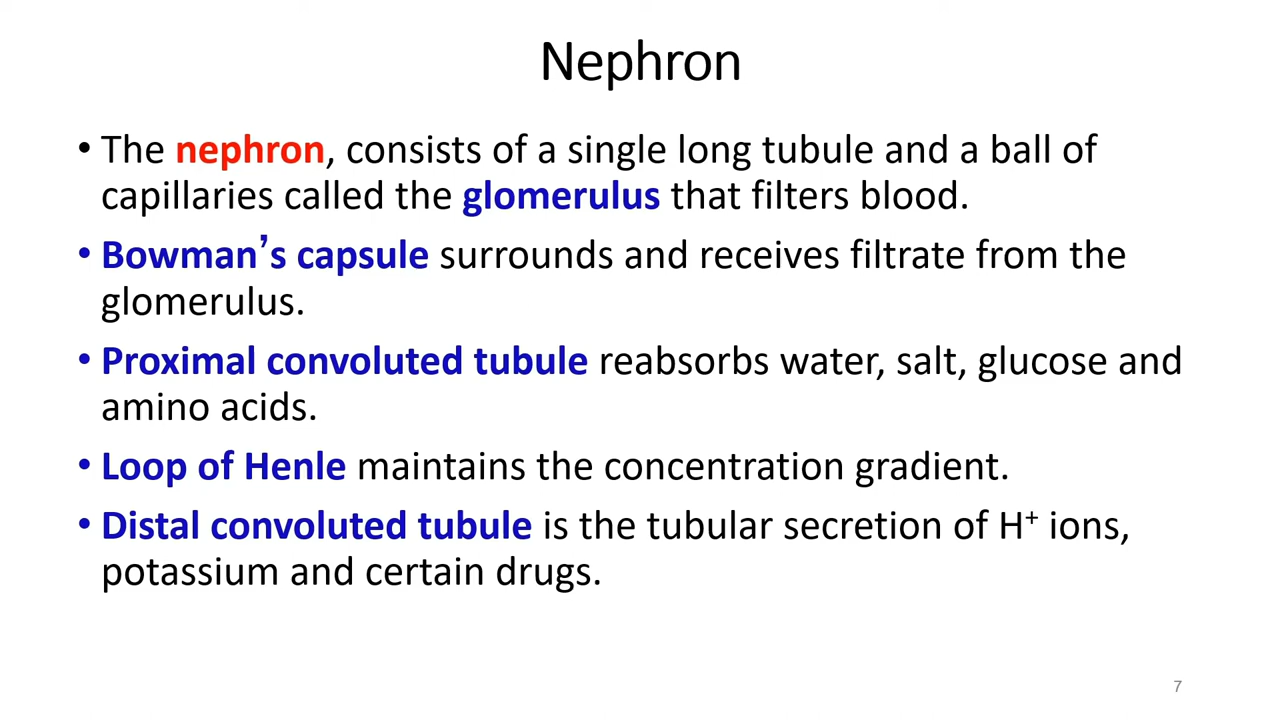 Nephron
• The nephron, consists of a single long tubule and a ball of
capillaries called the glomerulus that filters blood.
• Bowman’s capsule surrounds and receives filtrate from the
glomerulus.
• Proximal convoluted tubule reabsorbs water, salt, glucose and
amino acids.
• Loop of Henle maintains the concentration gradient.
• Distal convoluted tubule is the tubular secretion of H⁺ ions,
potassium and certain drugs.
7